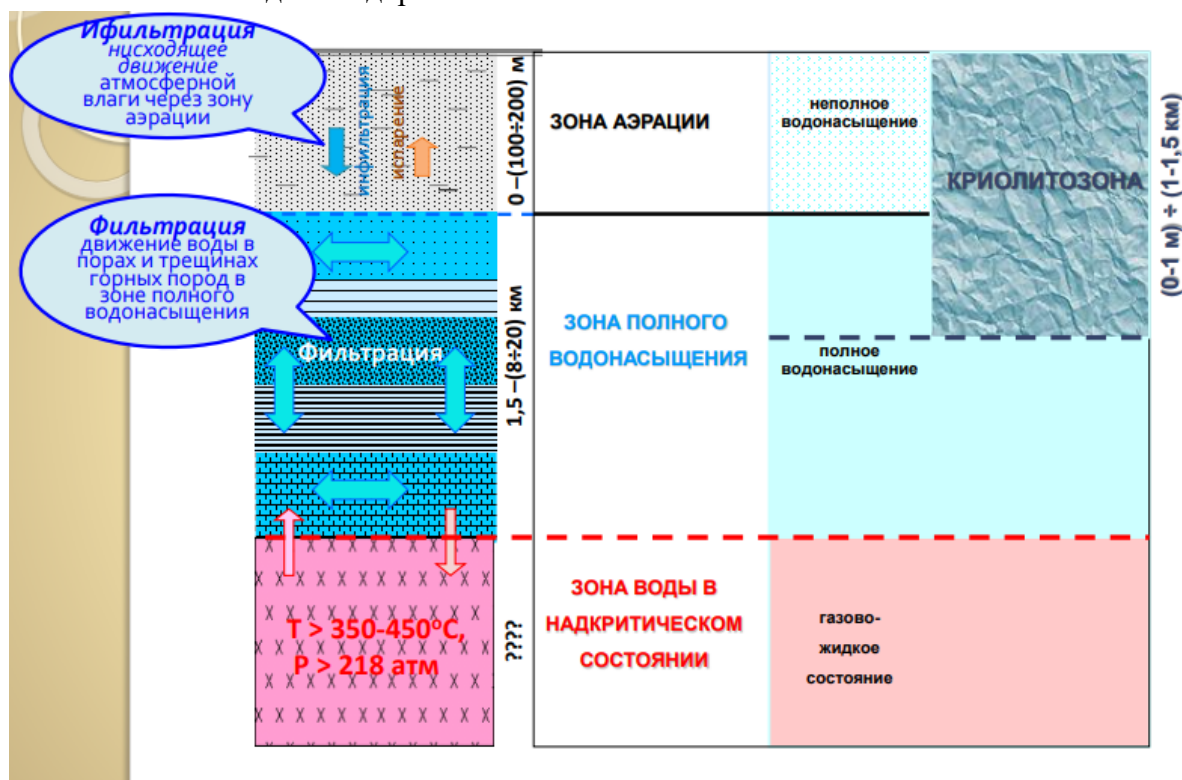 Ифильтрация
нисходящее
движение
атмосферной
влаги через зону
аэрации
инфильтрация
испарение
0 –(100÷200) м
ЗОНА АЭРАЦИИ
неполное
водонасыщение
КРИОЛИТОЗОНА
(0-1 м) ÷ (1-1,5 км)
Фильтрация
движение воды в
порах и трещинах
горных пород в
зоне полного
водонасыщения
Фильтрация
1,5 –(8÷20) км
ЗОНА ПОЛНОГО
ВОДОНАСЫЩЕНИЯ
полное
водонасыщение
T > 350-450°С,
P > 218 атм
????
ЗОНА ВОДЫ В
НАДКРИТИЧЕСКОМ
СОСТОЯНИИ
газово-
жидкое
состояние